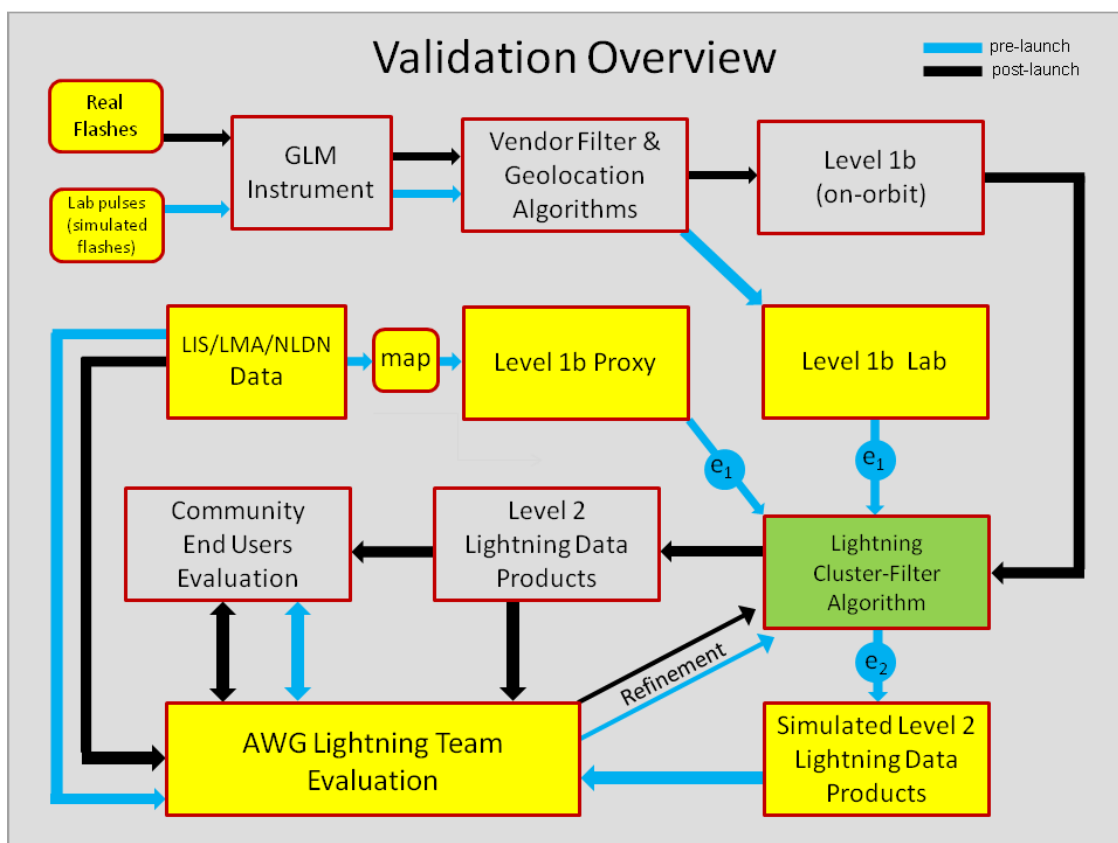 Validation Overview
pre-launch
post-launch
Real
Flashes
GLM
Instrument
Vendor Filter &
Geolocation
Algorithms
Level 1b
(on-orbit)
Lab pulses
(simulated
flashes)
LIS/LMA/NLDN
Data
map
Level 1b Proxy
Level 1b Lab
e1
e1
Community
End Users
Evaluation
Level 2
Lightning Data
Products
Lightning
Cluster-Filter
Algorithm
Refinement
e2
AWG Lightning Team
Evaluation
Simulated Level 2
Lightning Data
Products